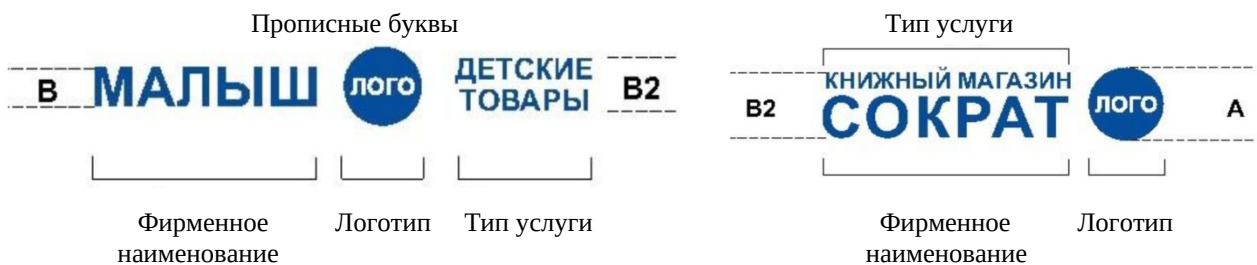 Прописные буквы
В МАЛЫШ ЛОГО ДЕТСКИЕ ТОВАРЫ В2
Фирменное наименование
Логотип
Тип услуги
Тип услуги
В2 КНИЖНЫЙ МАГАЗИН
СОКРАТ ЛОГО А
Фирменное наименование
Логотип